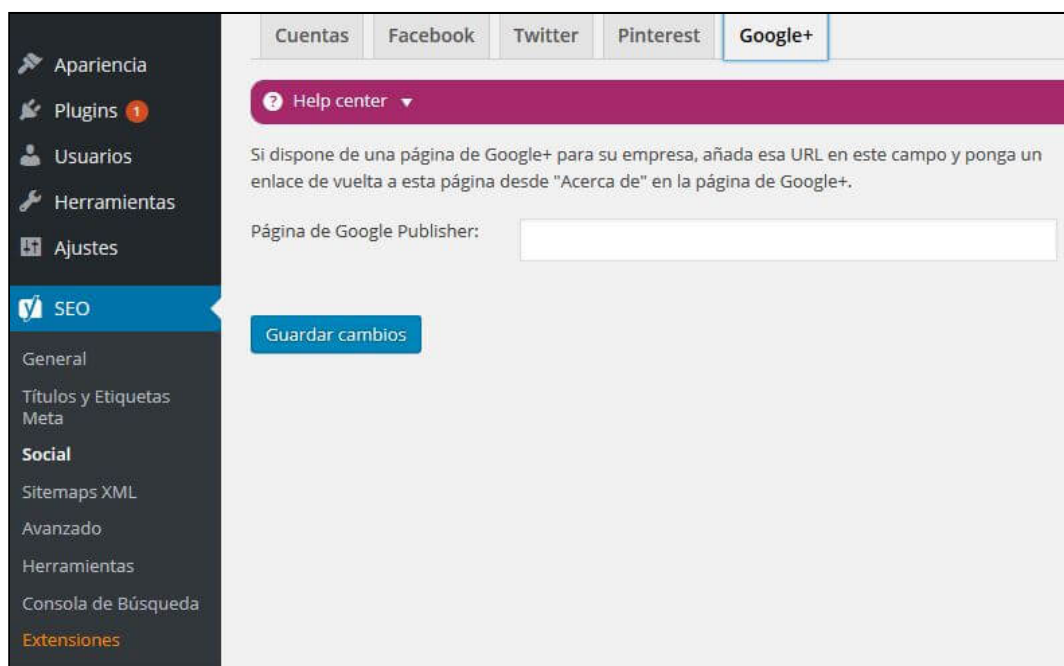 Cuentas Facebook Twitter Pinterest Google+
Apariencia
Plugins 1
Usuarios
Herramientas
Ajustes
SEO
General
Títulos y Etiquetas
Meta
Social
Sitemaps XML
Avanzado
Herramientas
Consola de Búsqueda
Extensiones
? Help center
Si dispone de una página de Google+ para su empresa, añada esa URL en este campo y ponga un
enlace de vuelta a esta página desde "Acerca de" en la página de Google+.
Página de Google Publisher:
Guardar cambios